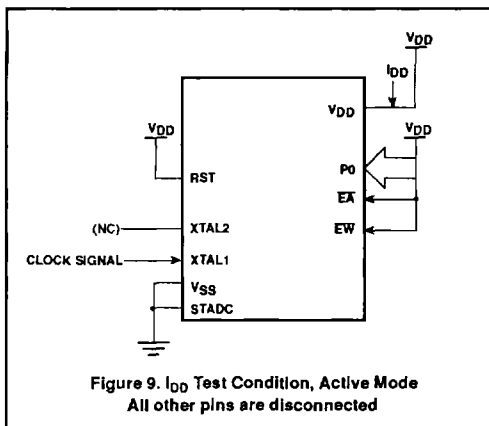 VDD
IDD
VDD
VDD
VDD
P0
RST
EA
(NC)
XTAL2
EW
CLOCK SIGNAL
XTAL1
VSS
STADC
Figure 9. IDD Test Condition, Active Mode
All other pins are disconnected